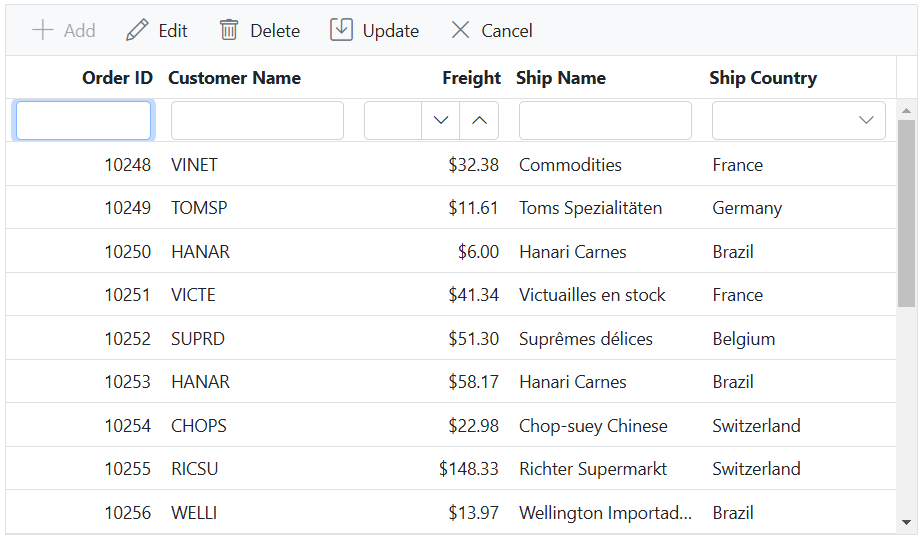 Add Edit Delete Update Cancel
Order ID Customer Name Freight Ship Name Ship Country
10248 VINET $32.38 Commodities France
10249 TOMSP $11.61 Toms Spezialitäten Germany
10250 HANAR $6.00 Hanari Carnes Brazil
10251 VICTE $41.34 Victuailles en stock France
10252 SUPRD $51.30 Suprêmes délices Belgium
10253 HANAR $58.17 Hanari Carnes Brazil
10254 CHOPS $22.98 Chop-suey Chinese Switzerland
10255 RICSU $148.33 Richter Supermarkt Switzerland
10256 WELLI $13.97 Wellington Importad... Brazil